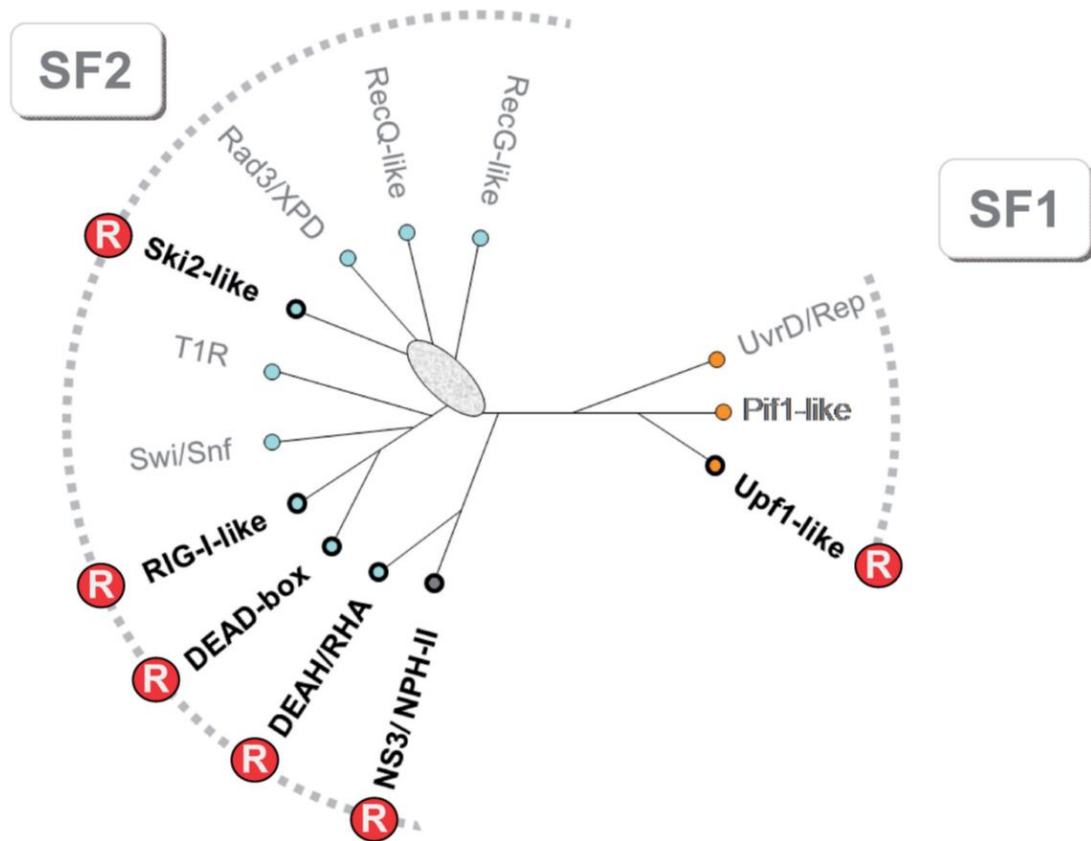 SF2
SF1
RecG-like
RecQ-like
Rad3/XPD
R
Ski2-like
T1R
Swi/Snf
R
RIG-I-like
R
DEAD-box
R
DEAH/RHA
R
NS3/ NPH-II
UvrD/Rep
Pif1-like
Upf1-like
R